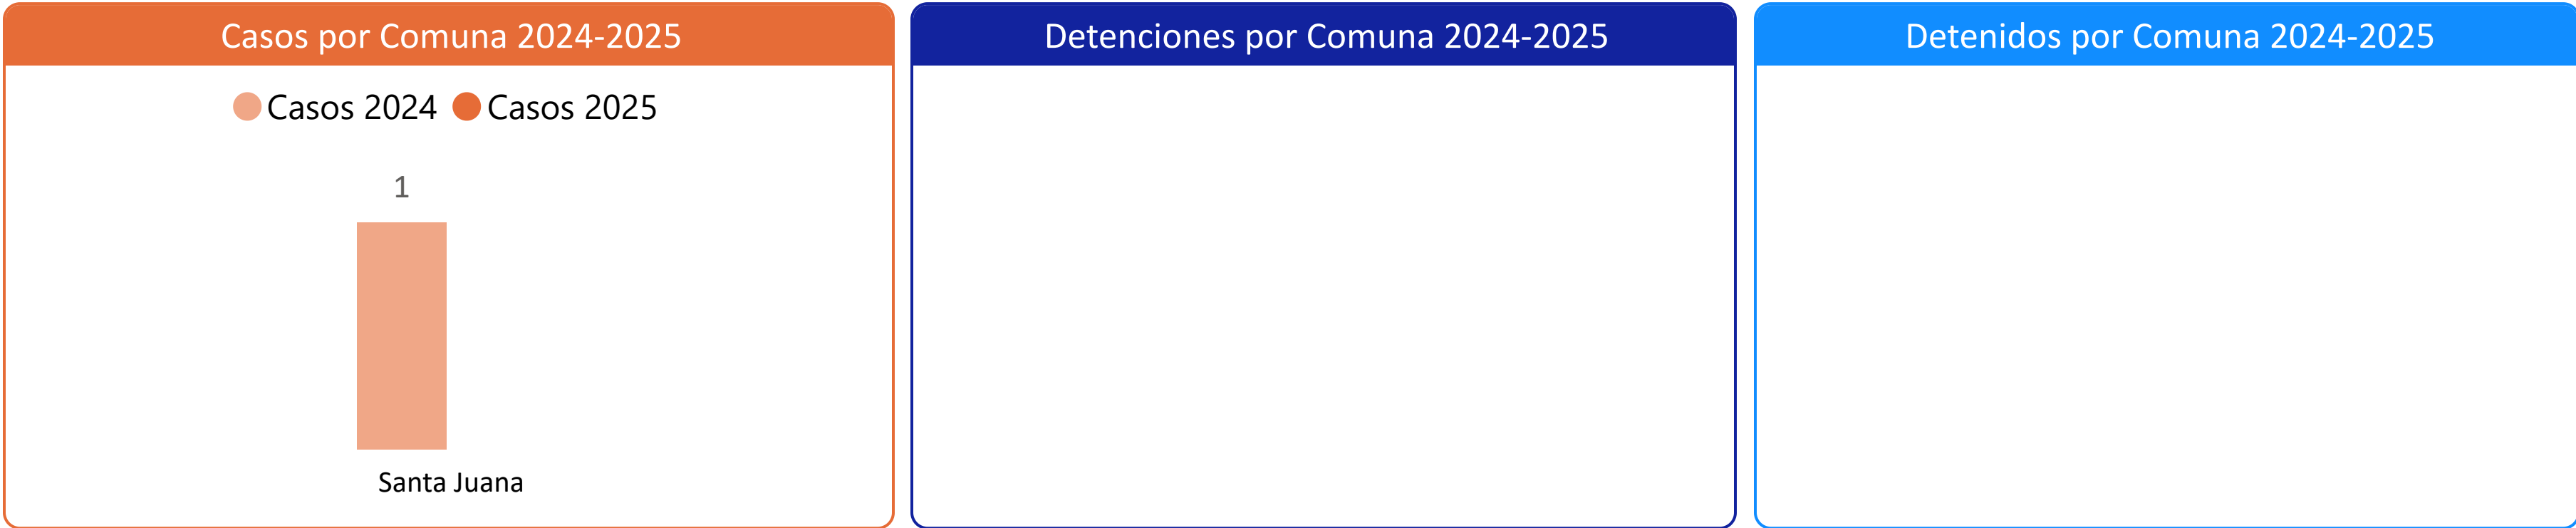 Casos por Comuna 2024-2025
Casos 2024 Casos 2025
1
Santa Juana
Detenciones por Comuna 2024-2025
Detenidos por Comuna 2024-2025